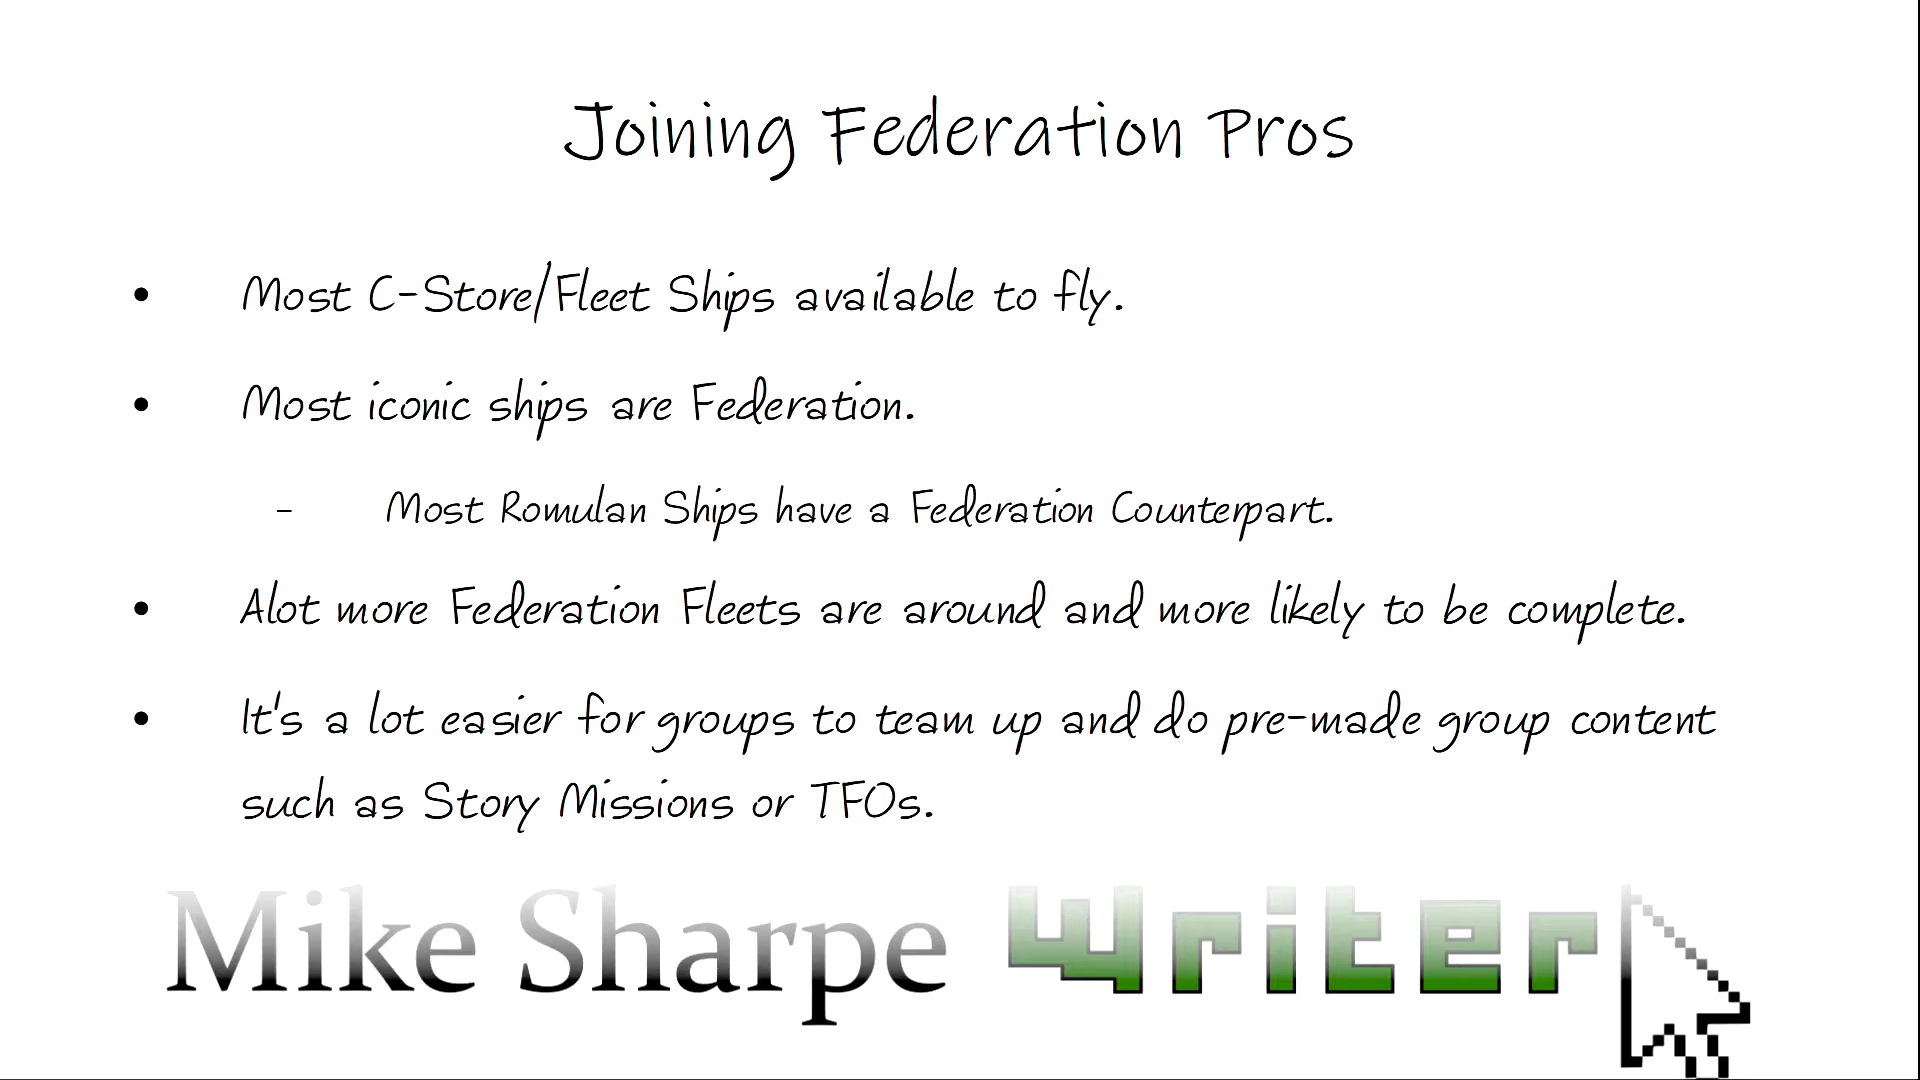 Joining Federation Pros
• Most C-Store/Fleet Ships available to fly.
• Most iconic ships are Federation.
– Most Romulan Ships have a Federation Counterpart.
• Alot more Federation Fleets are around and more likely to be complete.
• It's a lot easier for groups to team up and do pre-made group content
such as Story Missions or TFOs.
Mike Sharpe Writer